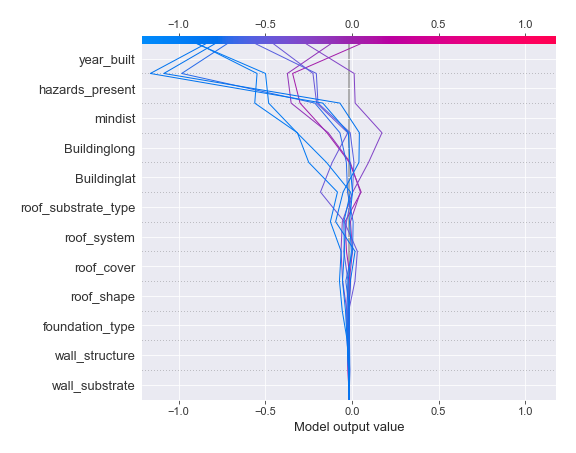 −1.0 −0.5 0.0 0.5 1.0
year_built
hazards_present
mindist
Buildinglong
Buildinglat
roof_substrate_type
roof_system
roof_cover
roof_shape
foundation_type
wall_structure
wall_substrate
−1.0 −0.5 0.0 0.5 1.0
Model output value